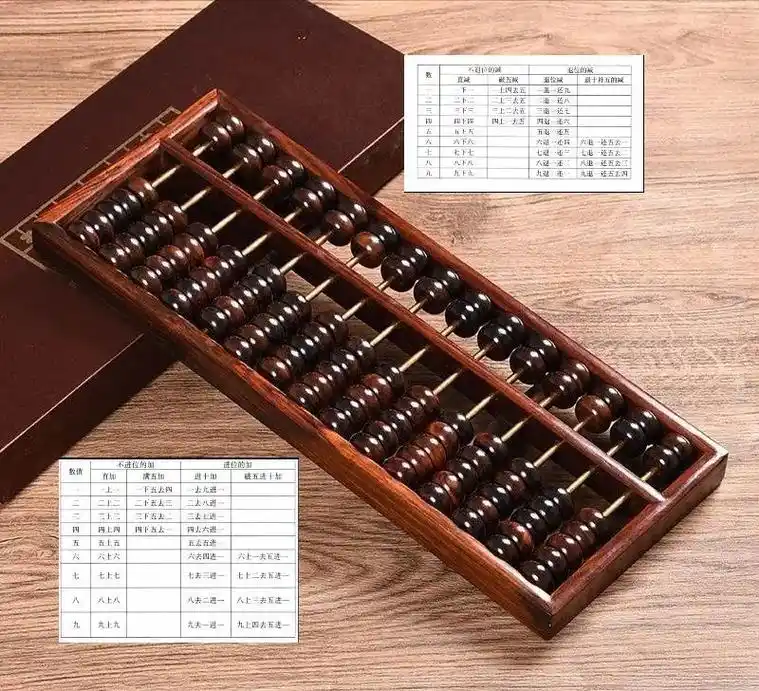 数 不退位的减 退位的减
直减 破五减 退位减 退十补五的减
一 一下一 一上四去五 一退一还九
二 二下二 二上三去五 二退一还八
三 三下三 三上二去五 三退一还七
四 四下四 四上一去五 四退一还六
五 五下五 五退一还五
六 六下六 六退一还四 六退一还五去一
七 七下七 七退一还三 七退一还五去二
八 八下八 八退一还二 八退一还五去三
九 九下九 九退一还一 九退一还五去四
数值 不进位的加 进位的加
直加 满五加 进十加 破五进十加
一 一上一 一下五去四 一去九进一
二 二上二 二下五去三 二去八进一
三 三上三 三下五去二 三去七进一
四 四上四 四下五去一 四去六进一
五 五上五 五去五进一
六 六上六 六去四进一 六上一去五进一
七 七上七 七去三进一 七上二去五进一
八 八上八 八去二进一 八上三去五进一
九 九上九 九去一进一 九上四去五进一